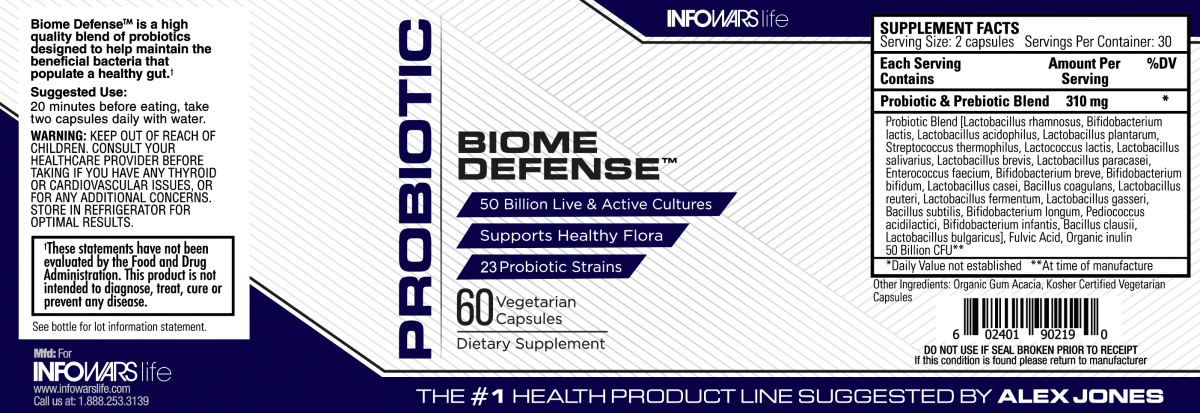 Biome Defense™ is a high
quality blend of probiotics
designed to help maintain the
beneficial bacteria that
populate a healthy gut.†
Suggested Use:
20 minutes before eating, take
two capsules daily with water.
WARNING: KEEP OUT OF REACH OF
CHILDREN. CONSULT YOUR
HEALTHCARE PROVIDER BEFORE
TAKING IF YOU HAVE ANY THYROID
OR CARDIOVASCULAR ISSUES, OR
FOR ANY ADDITIONAL CONCERNS.
STORE IN REFRIGERATOR FOR
OPTIMAL RESULTS.
†These statements have not been
evaluated by the Food and Drug
Administration. This product is not
intended to diagnose, treat, cure or
prevent any disease.
See bottle for lot information statement.
Mfd: For
INFOWARS life
www.infowarslife.com
Call us at: 1.888.253.3139
PROBIOTIC
INFOWARS life
BIOME
DEFENSE™
50 Billion Live & Active Cultures
Supports Healthy Flora
23 Probiotic Strains
60 Vegetarian
Capsules
Dietary Supplement
SUPPLEMENT FACTS
Serving Size: 2 capsules Servings Per Container: 30
Each Serving Amount Per %DV
Contains Serving
Probiotic & Prebiotic Blend 310 mg *
Probiotic Blend [Lactobacillus rhamnosus, Bifidobacterium
lactis, Lactobacillus acidophilus, Lactobacillus plantarum,
Streptococcus thermophilus, Lactococcus lactis, Lactobacillus
salivarius, Lactobacillus brevis, Lactobacillus paracasei,
Enterococcus faecium, Bifidobacterium breve, Bifidobacterium
bifidum, Lactobacillus casei, Bacillus coagulans, Lactobacillus
reuteri, Lactobacillus fermentum, Lactobacillus gasseri,
Bacillus subtilis, Bifidobacterium longum, Pediococcus
acidilactici, Bifidobacterium infantis, Bacillus clausii,
Lactobacillus bulgaricus], Fulvic Acid, Organic inulin
50 Billion CFU**
*Daily Value not established **At time of manufacture
Other Ingredients: Organic Gum Acacia, Kosher Certified Vegetarian
Capsules
6 02401 90219 0
DO NOT USE IF SEAL BROKEN PRIOR TO RECEIPT
If this condition is found please return to manufacturer
THE #1 HEALTH PRODUCT LINE SUGGESTED BY ALEX JONES